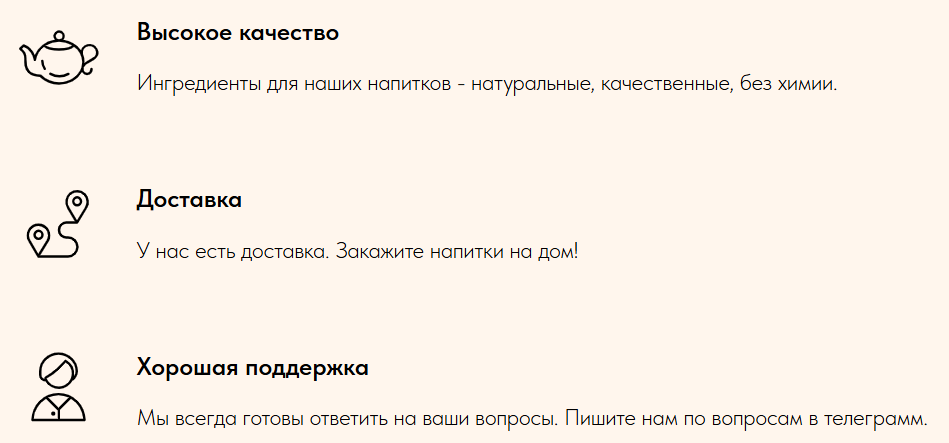 Высокое качество
Ингредиенты для наших напитков - натуральные, качественные, без химии.
Доставка
У нас есть доставка. Закажите напитки на дом!
Хорошая поддержка
Мы всегда готовы ответить на ваши вопросы. Пишите нам по вопросам в телеграмм.